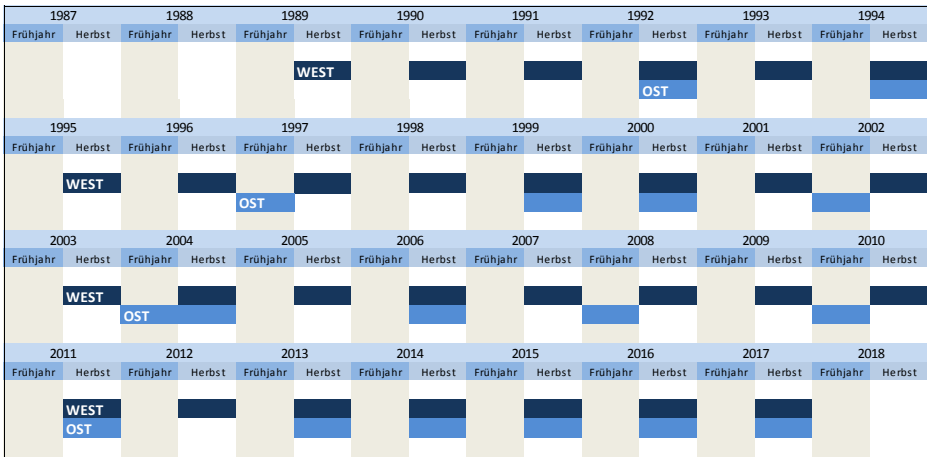 1987 1988 1989 1990 1991 1992 1993 1994
Frühjahr Herbst Frühjahr Herbst Frühjahr Herbst Frühjahr Herbst Frühjahr Herbst Frühjahr Herbst Frühjahr Herbst Frühjahr Herbst
WEST
OST
1995 1996 1997 1998 1999 2000 2001 2002
Frühjahr Herbst Frühjahr Herbst Frühjahr Herbst Frühjahr Herbst Frühjahr Herbst Frühjahr Herbst Frühjahr Herbst Frühjahr Herbst
WEST
OST
2003 2004 2005 2006 2007 2008 2009 2010
Frühjahr Herbst Frühjahr Herbst Frühjahr Herbst Frühjahr Herbst Frühjahr Herbst Frühjahr Herbst Frühjahr Herbst Frühjahr Herbst
WEST
OST
2011 2012 2013 2014 2015 2016 2017 2018
Frühjahr Herbst Frühjahr Herbst Frühjahr Herbst Frühjahr Herbst Frühjahr Herbst Frühjahr Herbst Frühjahr Herbst Frühjahr Herbst
WEST
OST